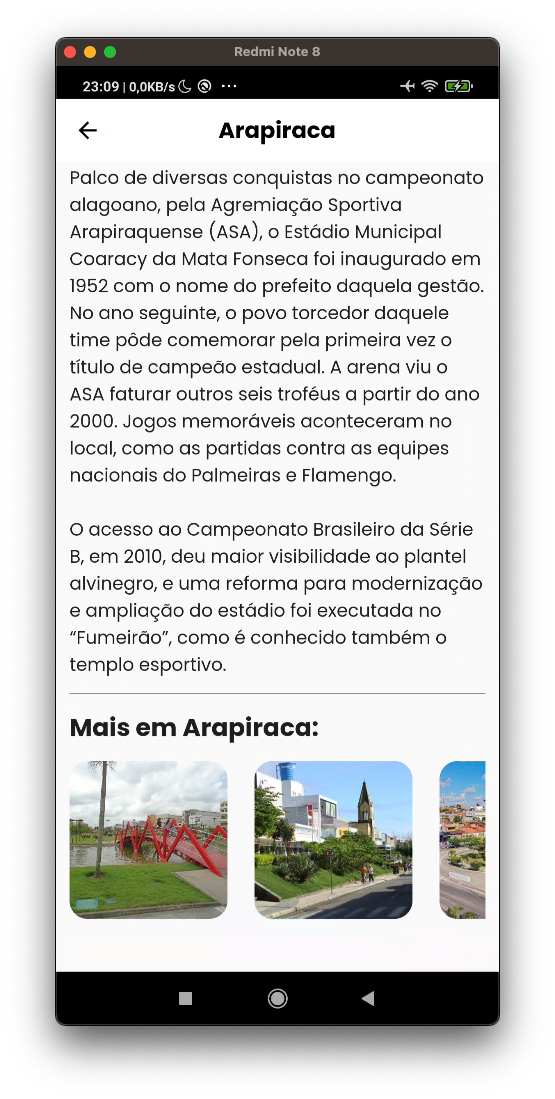 Redmi Note 8
23:09 | 0,0KB/s
Arapiraca
Palco de diversas conquistas no campeonato
alagoano, pela Agremiação Sportiva
Arapiraquense (ASA), o Estádio Municipal
Coaracy da Mata Fonseca foi inaugurado em
1952 com o nome do prefeito daquela gestão.
No ano seguinte, o povo torcedor daquele
time pôde comemorar pela primeira vez o
título de campeão estadual. A arena viu o
ASA faturar outros seis troféus a partir do ano
2000. Jogos memoráveis aconteceram no
local, como as partidas contra as equipes
nacionais do Palmeiras e Flamengo.
O acesso ao Campeonato Brasileiro da Série
B, em 2010, deu maior visibilidade ao plantel
alvinegro, e uma reforma para modernização
e ampliação do estádio foi executada no
“Fumeirão”, como é conhecido também o
templo esportivo.
Mais em Arapiraca: